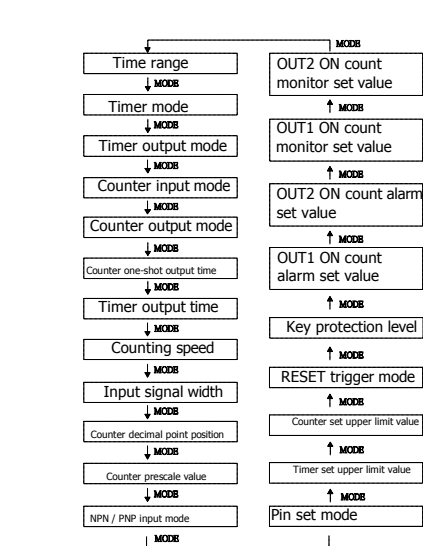 MODE
Time range
MODE
Timer mode
MODE
Timer output mode
MODE
Counter input mode
MODE
Counter output mode
MODE
Counter one-shot output time
MODE
Timer output time
MODE
Counting speed
MODE
Input signal width
MODE
Counter decimal point position
MODE
Counter prescale value
MODE
NPN / PNP input mode
MODE
OUT2 ON count
monitor set value
MODE
OUT1 ON count
monitor set value
MODE
OUT2 ON count alarm
set value
MODE
OUT1 ON count
alarm set value
MODE
Key protection level
MODE
RESET trigger mode
MODE
Counter set upper limit value
MODE
Timer set upper limit value
MODE
Pin set mode